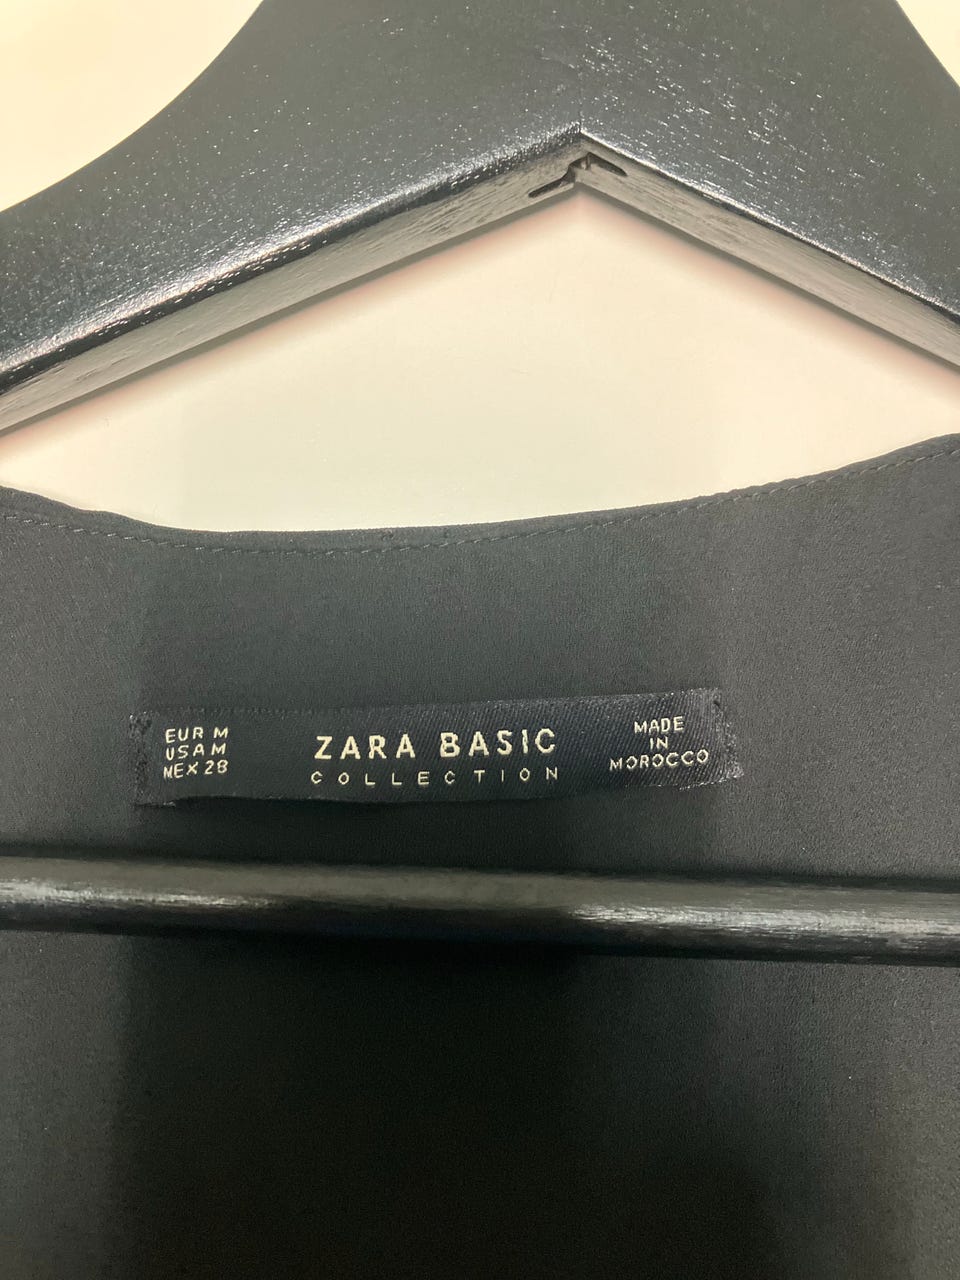 EUR M
USA M
MEX 28
ZARA BASIC
COLLECTION
MADE
IN
MOROCCO